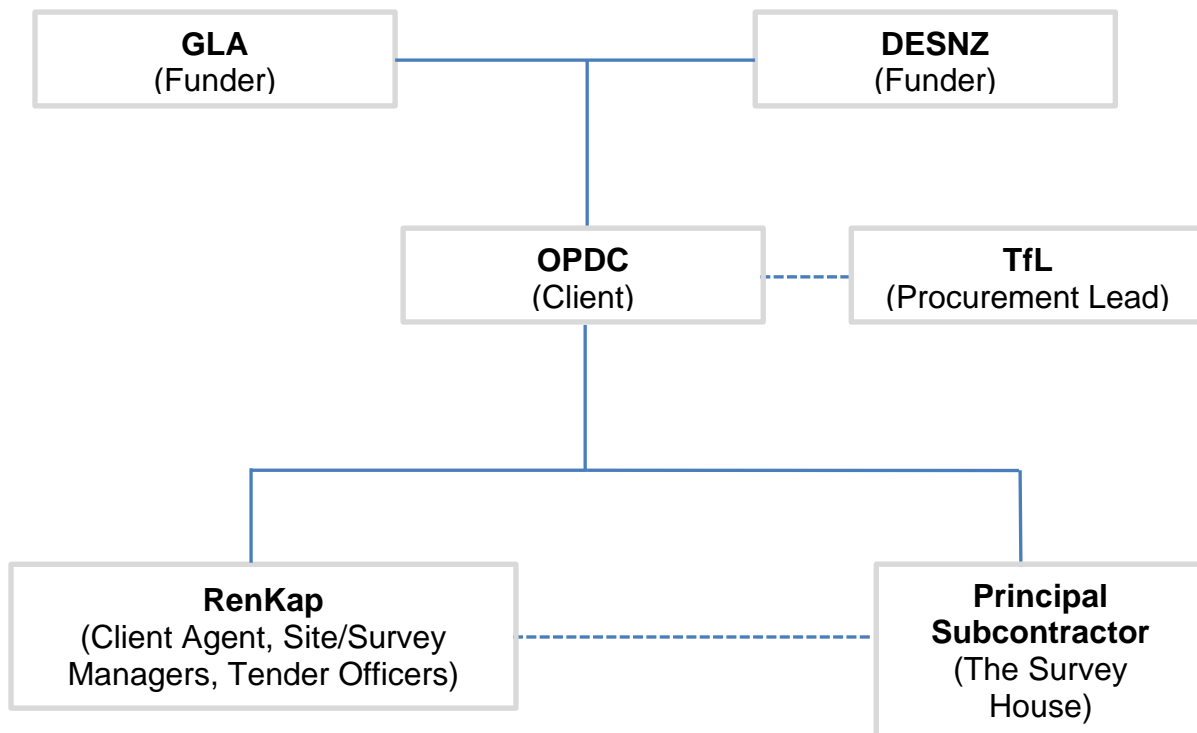 GLA
(Funder)
DESNZ
(Funder)
OPDC
(Client)
TfL
(Procurement Lead)
RenKap
(Client Agent, Site/Survey
Managers, Tender Officers)
Principal
Subcontractor
(The Survey
House)